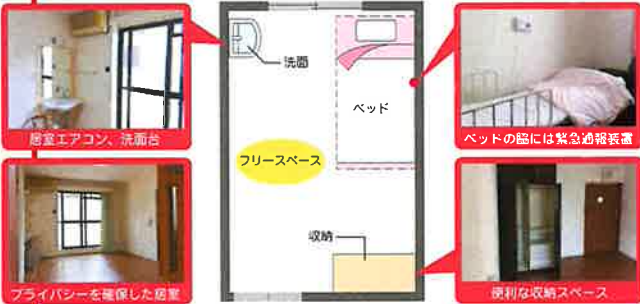 居室エアコン、洗面台
洗面
ベッド
フリースペース
収納
ベッドの脇には緊急通報装置
プライバシーを確保した居室
便利な収納スペース